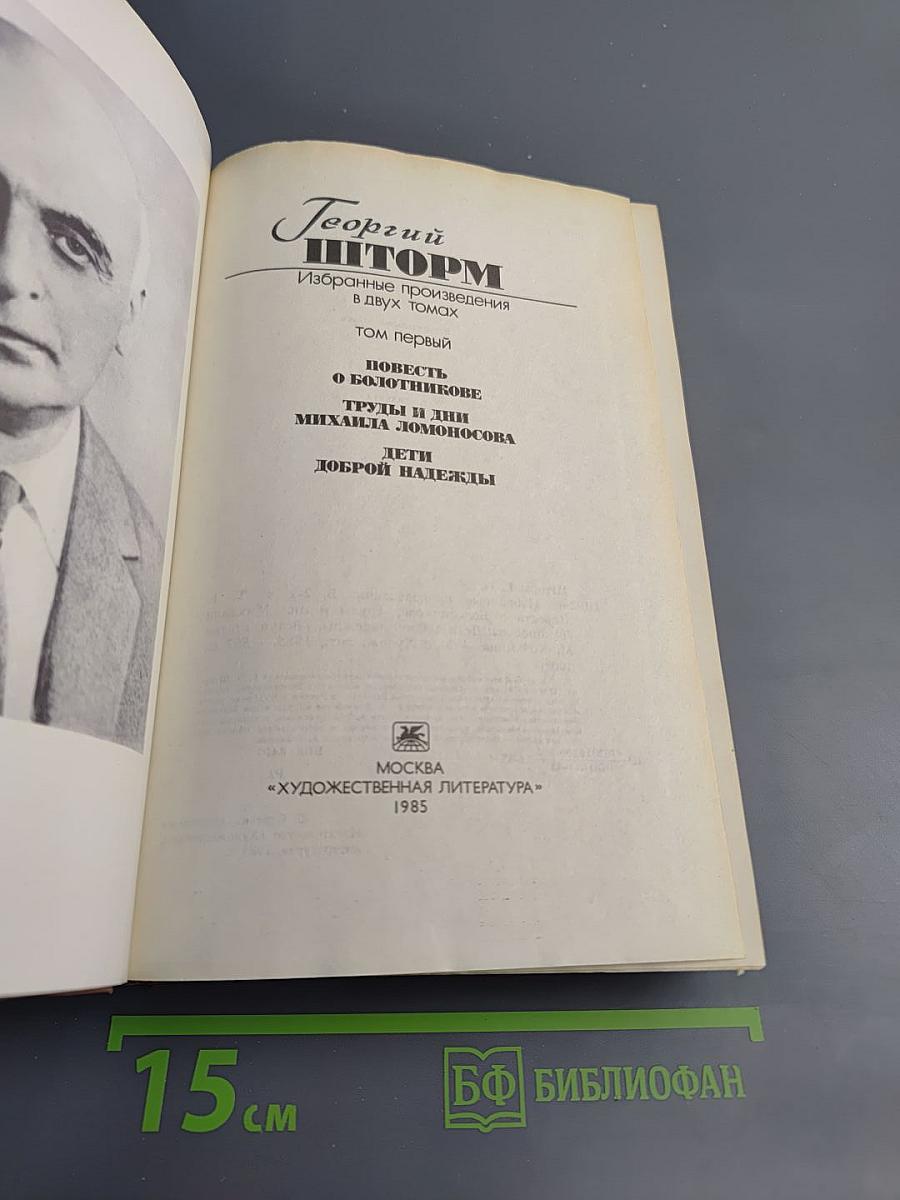 Георгий
ШТОРМ
Избранные произведения
в двух томах
том первый
ПОВЕСТЬ
О БОЛОТНИКОВЕ
ТРУДЫ И ДНИ
МИХАИЛА ЛОМОНОСОВА
ДЕТИ
ДОБРОЙ НАДЕЖДЫ
МОСКВА
«ХУДОЖЕСТВЕННАЯ ЛИТЕРАТУРА»
1985
15 см
БФ БИБЛИОФАН